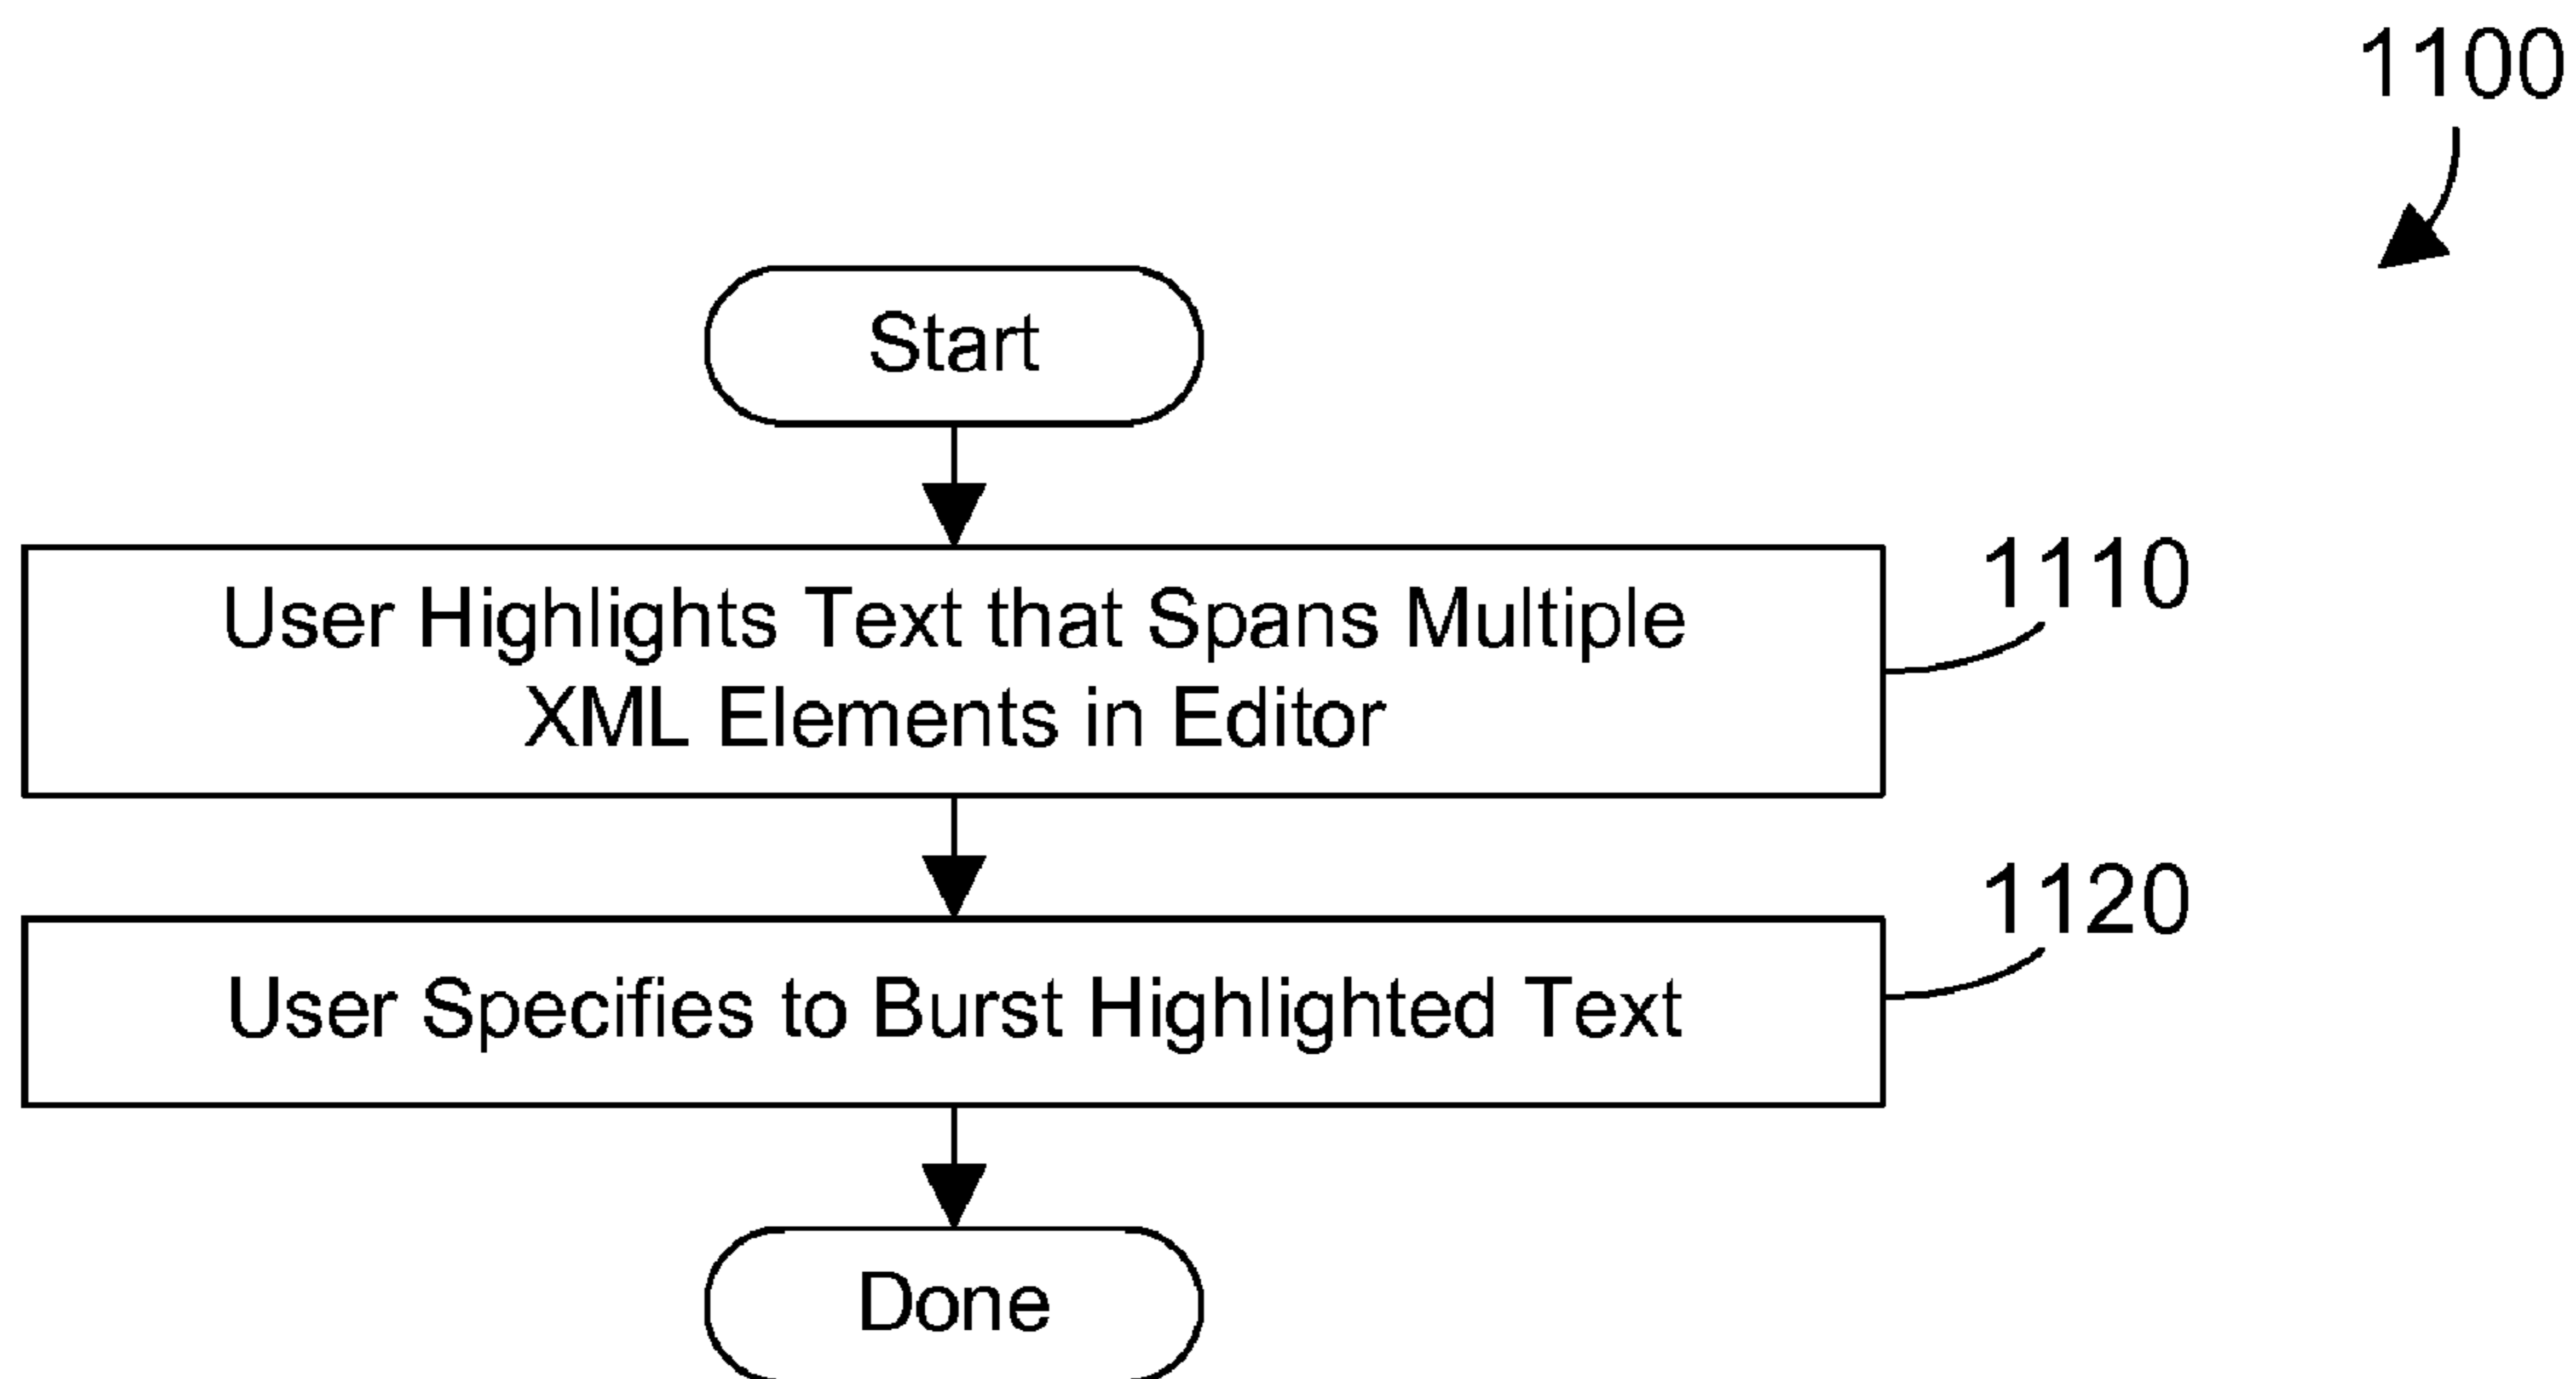 1100
Start
User Highlights Text that Spans Multiple
XML Elements in Editor
1110
User Specifies to Burst Highlighted Text
1120
Done